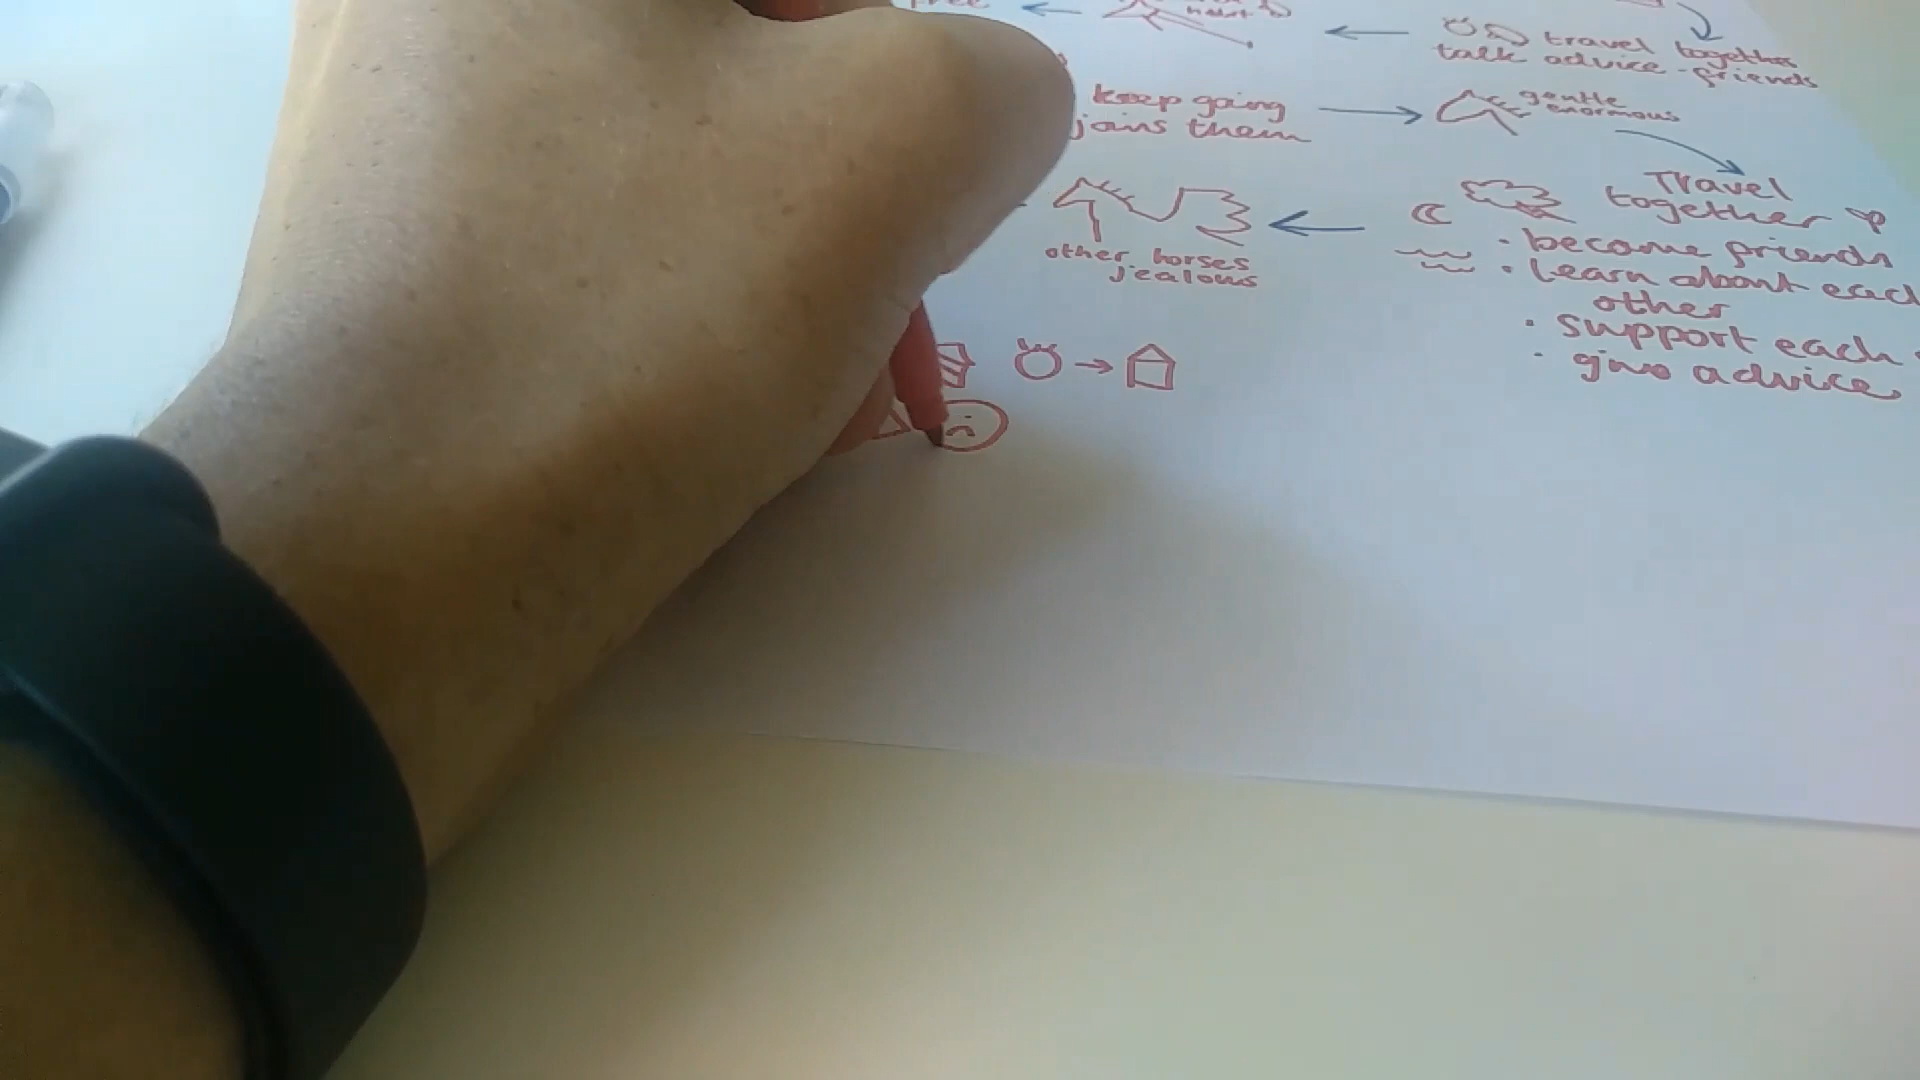 Free
travel together
talk advice - friends
keep going
joins them
gentle
enormous
Travel
together
other horses
jealous
• become friends
• Learn about each
other
• support each
• give advice